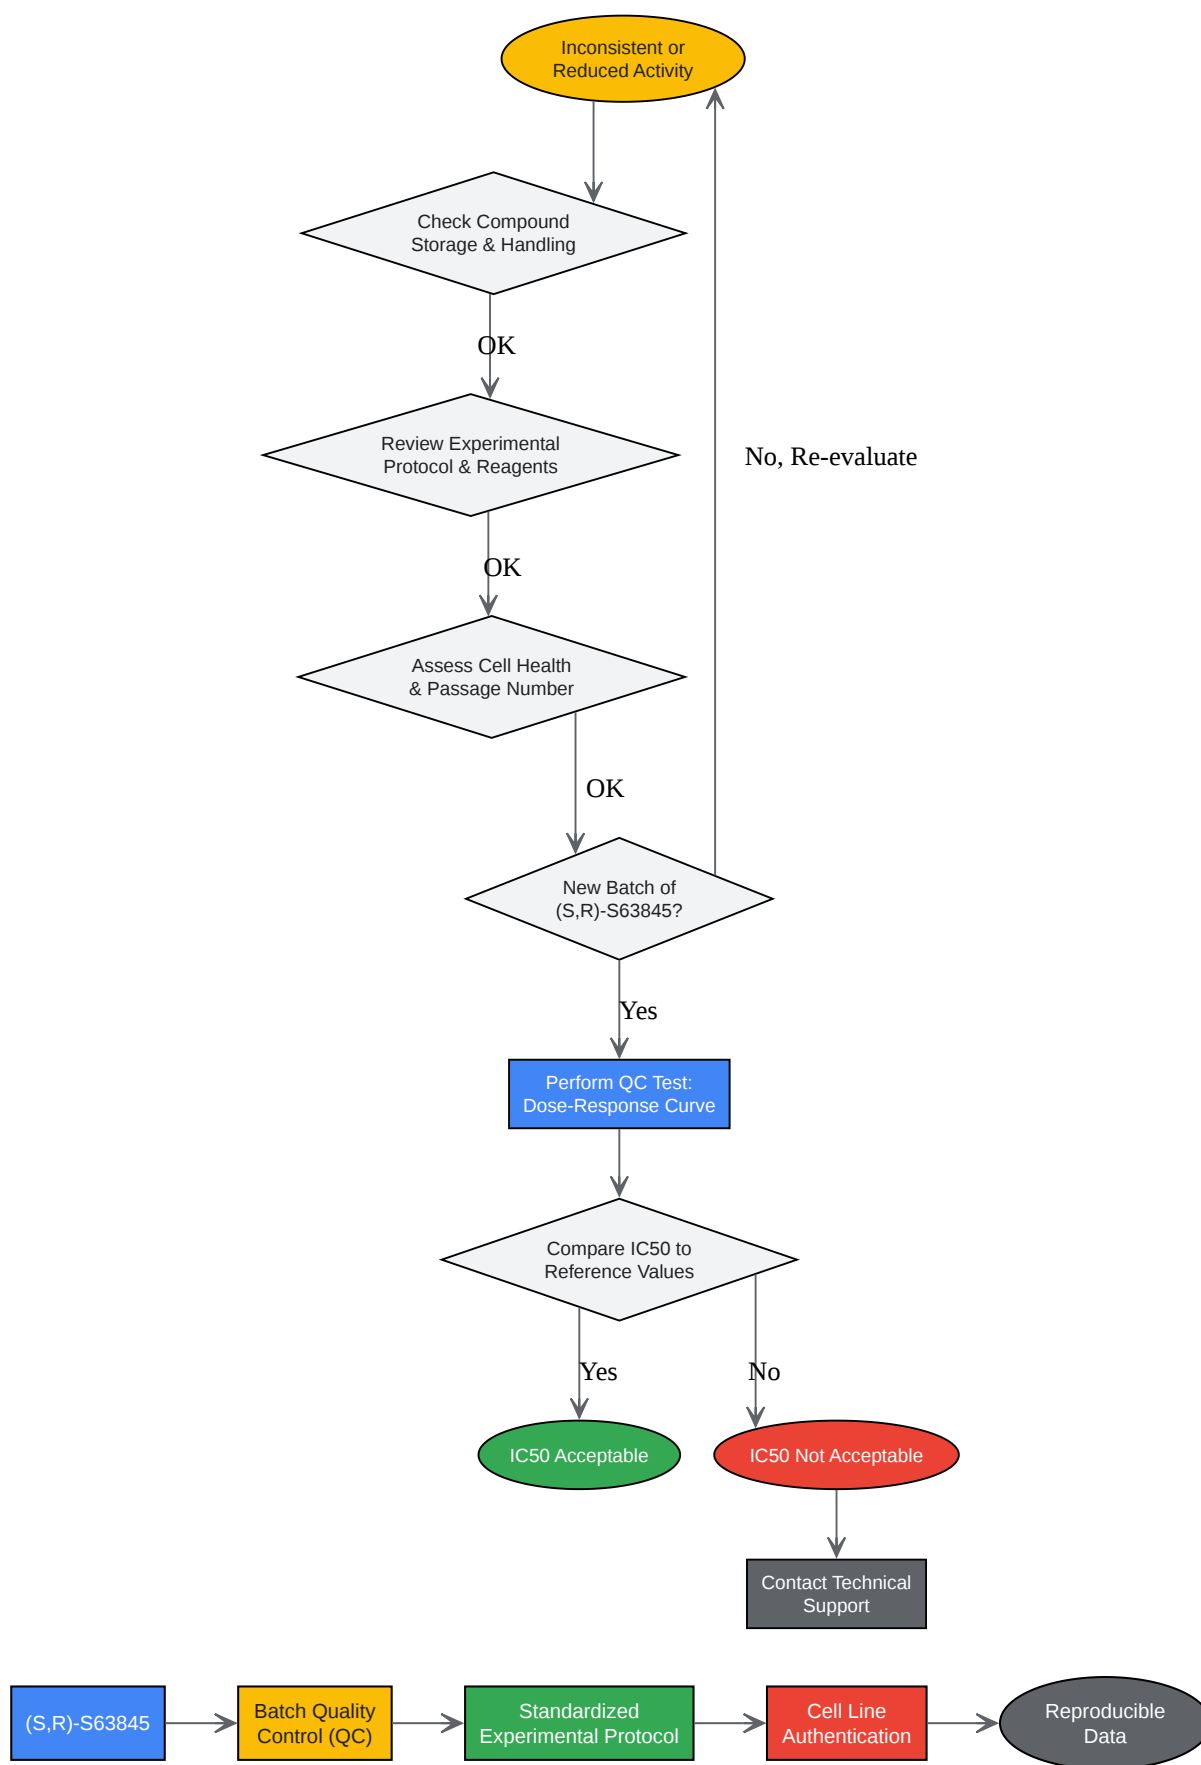 Inconsistent or
Reduced Activity
Check Compound
Storage & Handling
OK
Review Experimental
Protocol & Reagents
No, Re-evaluate
OK
Assess Cell Health
& Passage Number
OK
New Batch of
(S,R)-S63845?
Yes
Perform QC Test:
Dose-Response Curve
Compare IC50 to
Reference Values
Yes
No
IC50 Acceptable
IC50 Not Acceptable
Contact Technical
Support
(S,R)-S63845
Batch Quality
Control (QC)
Standardized
Experimental Protocol
Cell Line
Authentication
Reproducible
Data